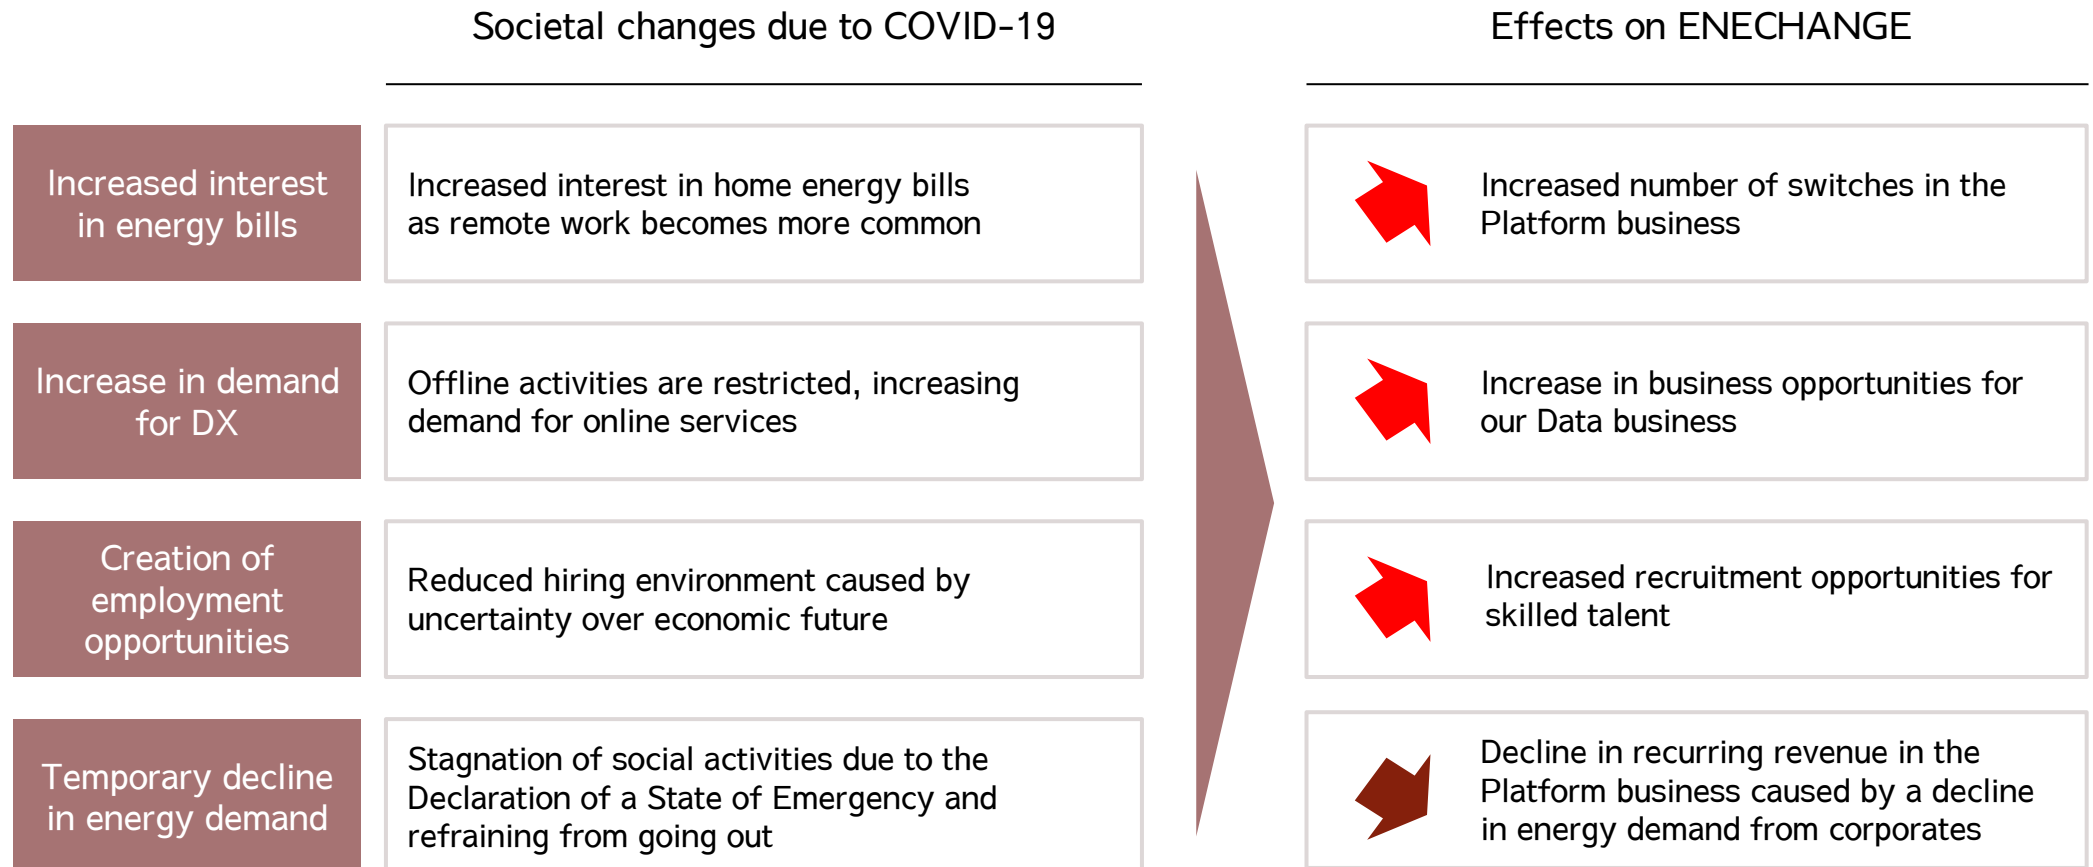 Societal changes due to COVID-19
Effects on ENECHANGE
Increased interest
in energy bills
Increased interest in home energy bills
as remote work becomes more common
Increased number of switches in the
Platform business
Increase in demand
for DX
Offline activities are restricted, increasing
demand for online services
Increase in business opportunities for
our Data business
Creation of
employment
opportunities
Reduced hiring environment caused by
uncertainty over economic future
Increased recruitment opportunities for
skilled talent
Temporary decline
in energy demand
Stagnation of social activities due to the
Declaration of a State of Emergency and
refraining from going out
Decline in recurring revenue in the
Platform business caused by a decline
in energy demand from corporates